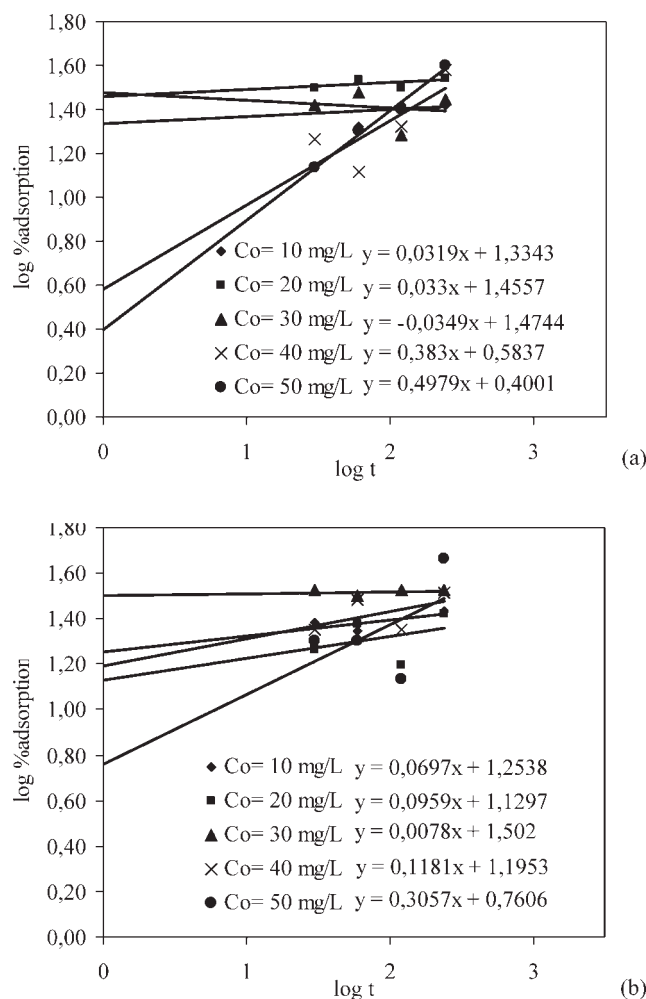 1,80
1,60
1,40
1,20
1,00
0,80
0,60
0,40
0,20
0,00
log %adsorption
Co= 10 mg/L y = 0,0319x + 1,3343
Co= 20 mg/L y = 0,033x + 1,4557
Co= 30 mg/L y = -0,0349x + 1,4744
Co= 40 mg/L y = 0,383x + 0,5837
Co= 50 mg/L y = 0,4979x + 0,4001
0 1 2 3
log t
(a)
1,80
1,60
1,40
1,20
1,00
0,80
0,60
0,40
0,20
0,00
log %adsorption
Co= 10 mg/L y = 0,0697x + 1,2538
Co= 20 mg/L y = 0,0959x + 1,1297
Co= 30 mg/L y = 0,0078x + 1,502
Co= 40 mg/L y = 0,1181x + 1,1953
Co= 50 mg/L y = 0,3057x + 0,7606
0 1 2 3
log t
(b)